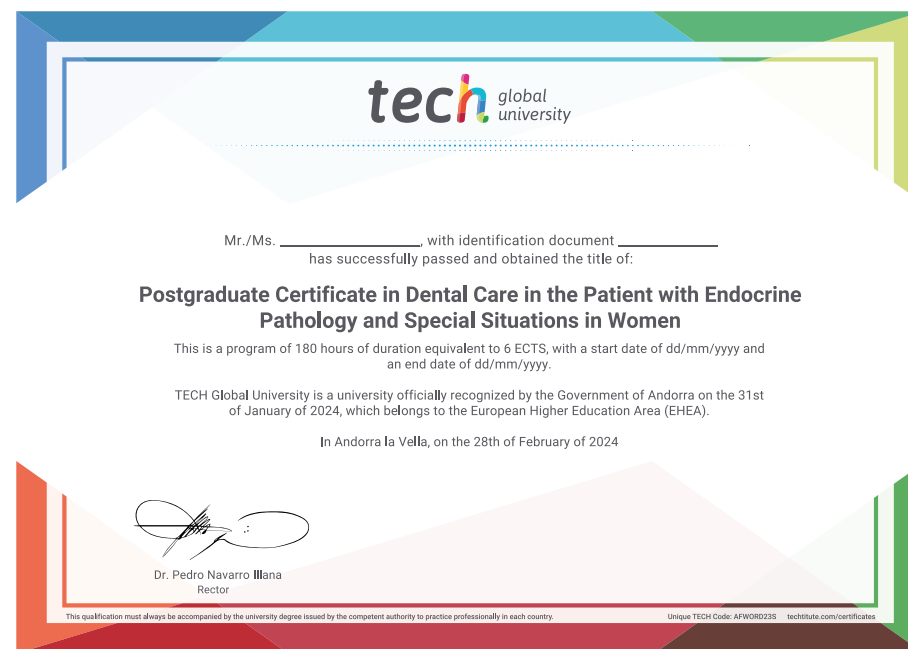 tech global
university
Mr./Ms. ____________________, with identification document ______________
has successfully passed and obtained the title of:
Postgraduate Certificate in Dental Care in the Patient with Endocrine
Pathology and Special Situations in Women
This is a program of 180 hours of duration equivalent to 6 ECTS, with a start date of dd/mm/yyyy and
an end date of dd/mm/yyyy.
TECH Global University is a university officially recognized by the Government of Andorra on the 31st
of January of 2024, which belongs to the European Higher Education Area (EHEA).
In Andorra la Vella, on the 28th of February of 2024
Dr. Pedro Navarro Illana
Rector
This qualification must always be accompanied by the university degree issued by the competent authority to practice professionally in each country.
Unique TECH Code: AFWORD23S techtitute.com/certificates